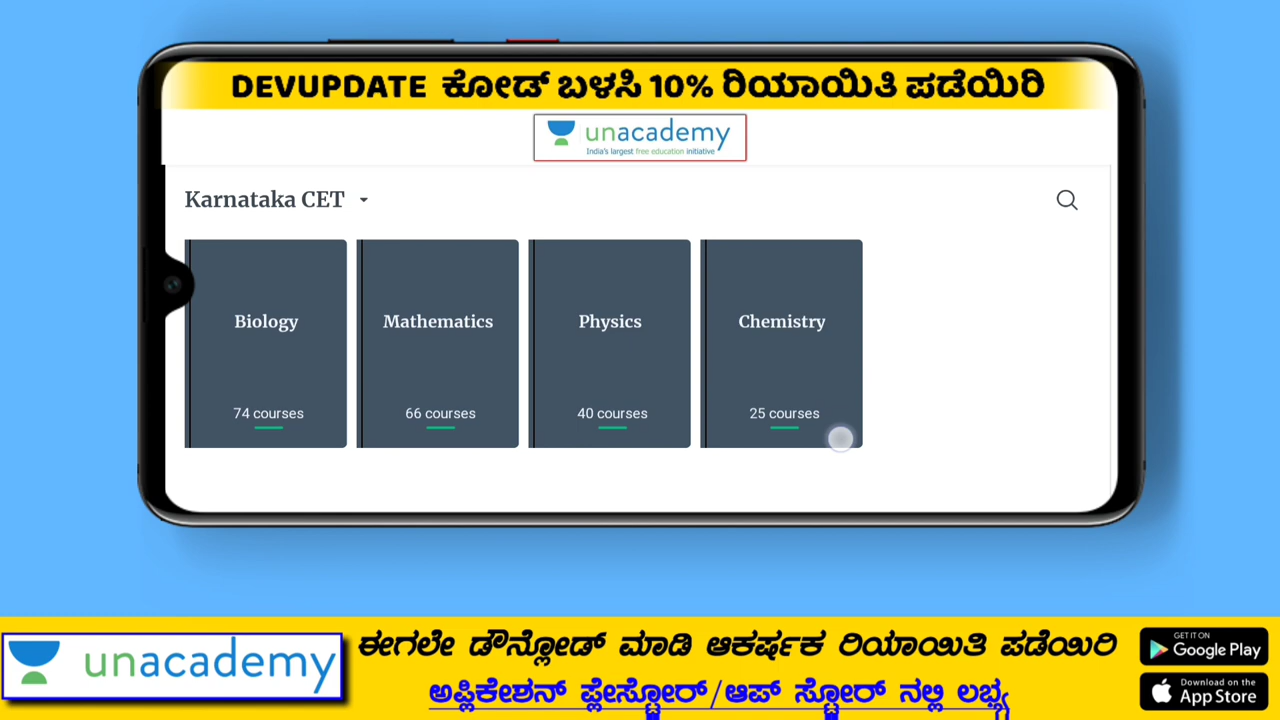 DEVUPDATE ಕೋಡ್ ಬಳಸಿ 10% ರಿಯಾಯಿತಿ ಪಡೆಯಿರಿ
unacademy
India's largest free education initiative
Karnataka CET
Biology
Mathematics
Physics
Chemistry
74 courses
66 courses
40 courses
25 courses
unacademy
ಈಗಲೇ ಡೌನ್ಲೋಡ್ ಮಾಡಿ ಆಕರ್ಷಕ ರಿಯಾಯಿತಿ ಪಡೆಯಿರಿ
ಅಪ್ಲಿಕೇಶನ್ ಪ್ಲೇಸ್ಟೋರ್/ಆಪ್ ಸ್ಟೋರ್ ನಲ್ಲಿ ಲಭ್ಯ
GET IT ON
Google Play
Download on the
App Store